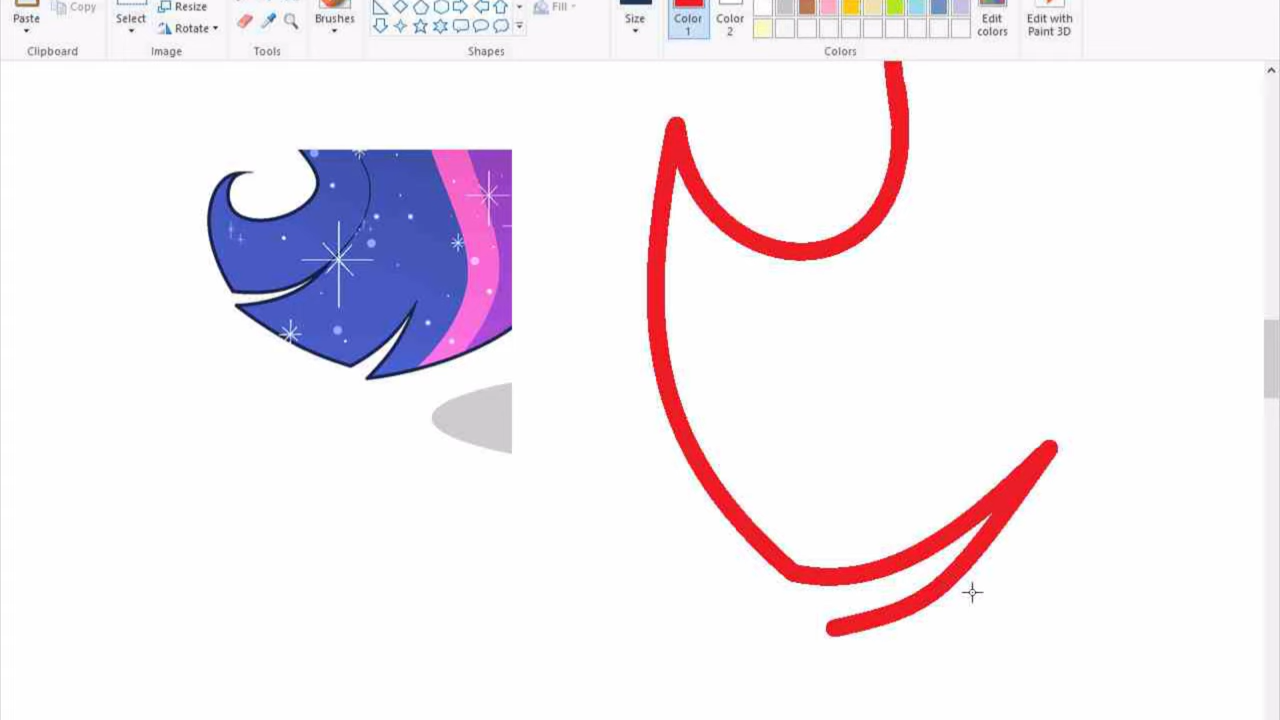 Paste
Copy
Select
Resize
Rotate
Brushes
Fill
Size
Color
1
Color
2
Edit
colors
Edit with
Paint 3D
Clipboard
Image
Tools
Shapes
Colors